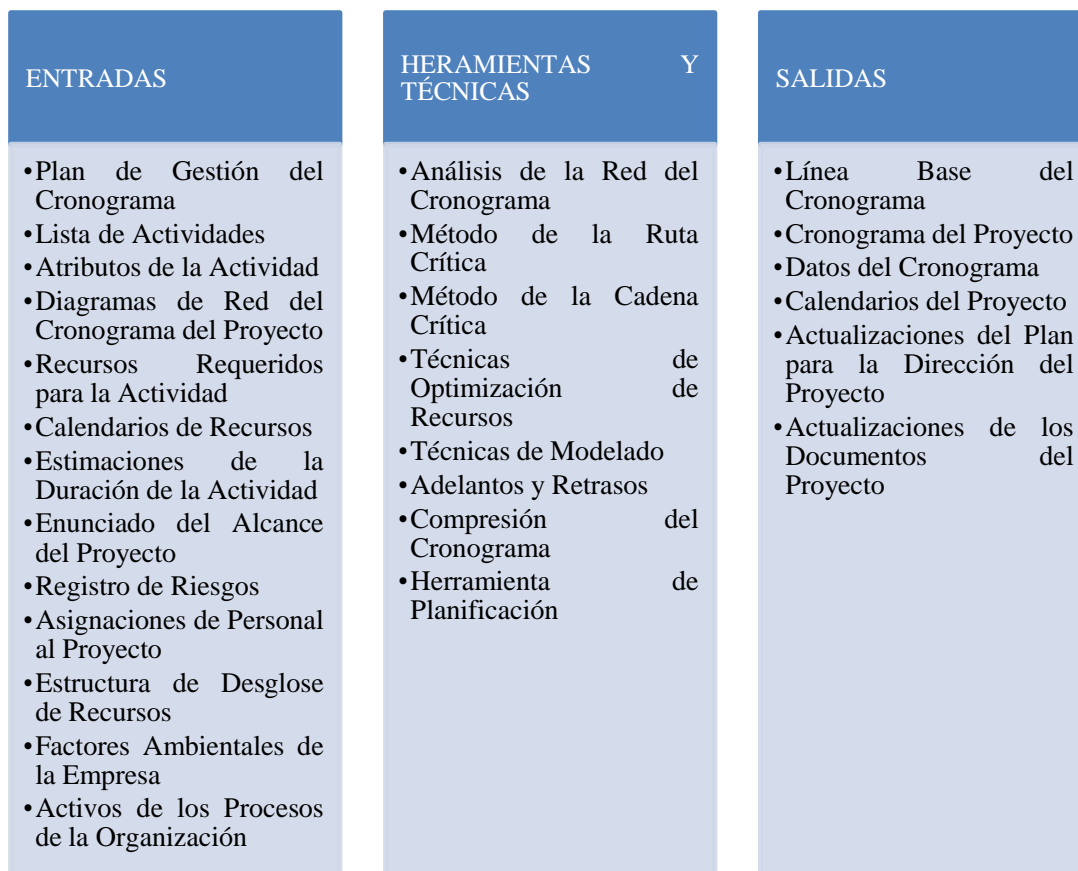 ENTRADAS
•Plan de Gestión del
Cronograma
•Lista de Actividades
•Atributos de la Actividad
•Diagramas de Red del
Cronograma del Proyecto
•Recursos Requeridos
para la Actividad
•Calendarios de Recursos
•Estimaciones de la
Duración de la Actividad
•Enunciado del Alcance
del Proyecto
•Registro de Riesgos
•Asignaciones de Personal
al Proyecto
•Estructura de Desglose
de Recursos
•Factores Ambientales de
la Empresa
•Activos de los Procesos
de la Organización
HERAMIENTAS Y
TÉCNICAS
•Análisis de la Red del
Cronograma
•Método de la Ruta
Crítica
•Método de la Cadena
Crítica
•Técnicas de
Optimización de
Recursos
•Técnicas de Modelado
•Adelantos y Retrasos
•Compresión del
Cronograma
•Herramienta de
Planificación
SALIDAS
•Línea Base del
Cronograma
•Cronograma del Proyecto
•Datos del Cronograma
•Calendarios del Proyecto
•Actualizaciones del Plan
para la Dirección del
Proyecto
•Actualizaciones de los
Documentos del
Proyecto